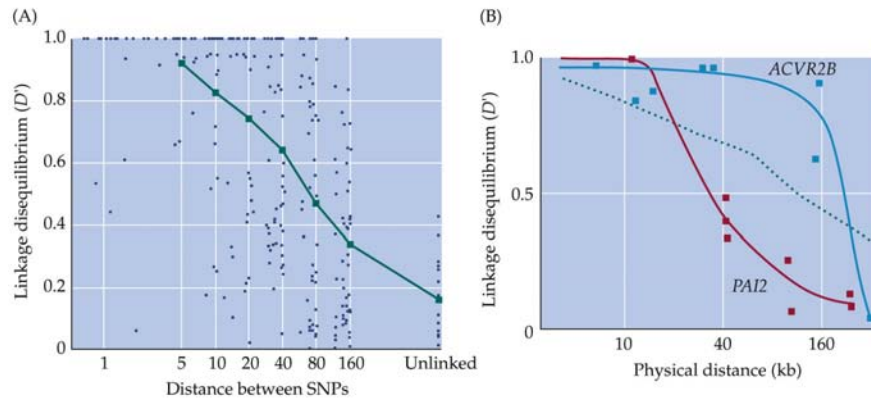 (A)
Linkage disequilibrium (D')
1.0
0.8
0.6
0.4
0.2
0
1
5
10
20
40
80
160
Unlinked
Distance between SNPs
(B)
Linkage disequilibrium (D')
1.0
0.5
0
ACVR2B
PAI2
10
40
160
Physical distance (kb)